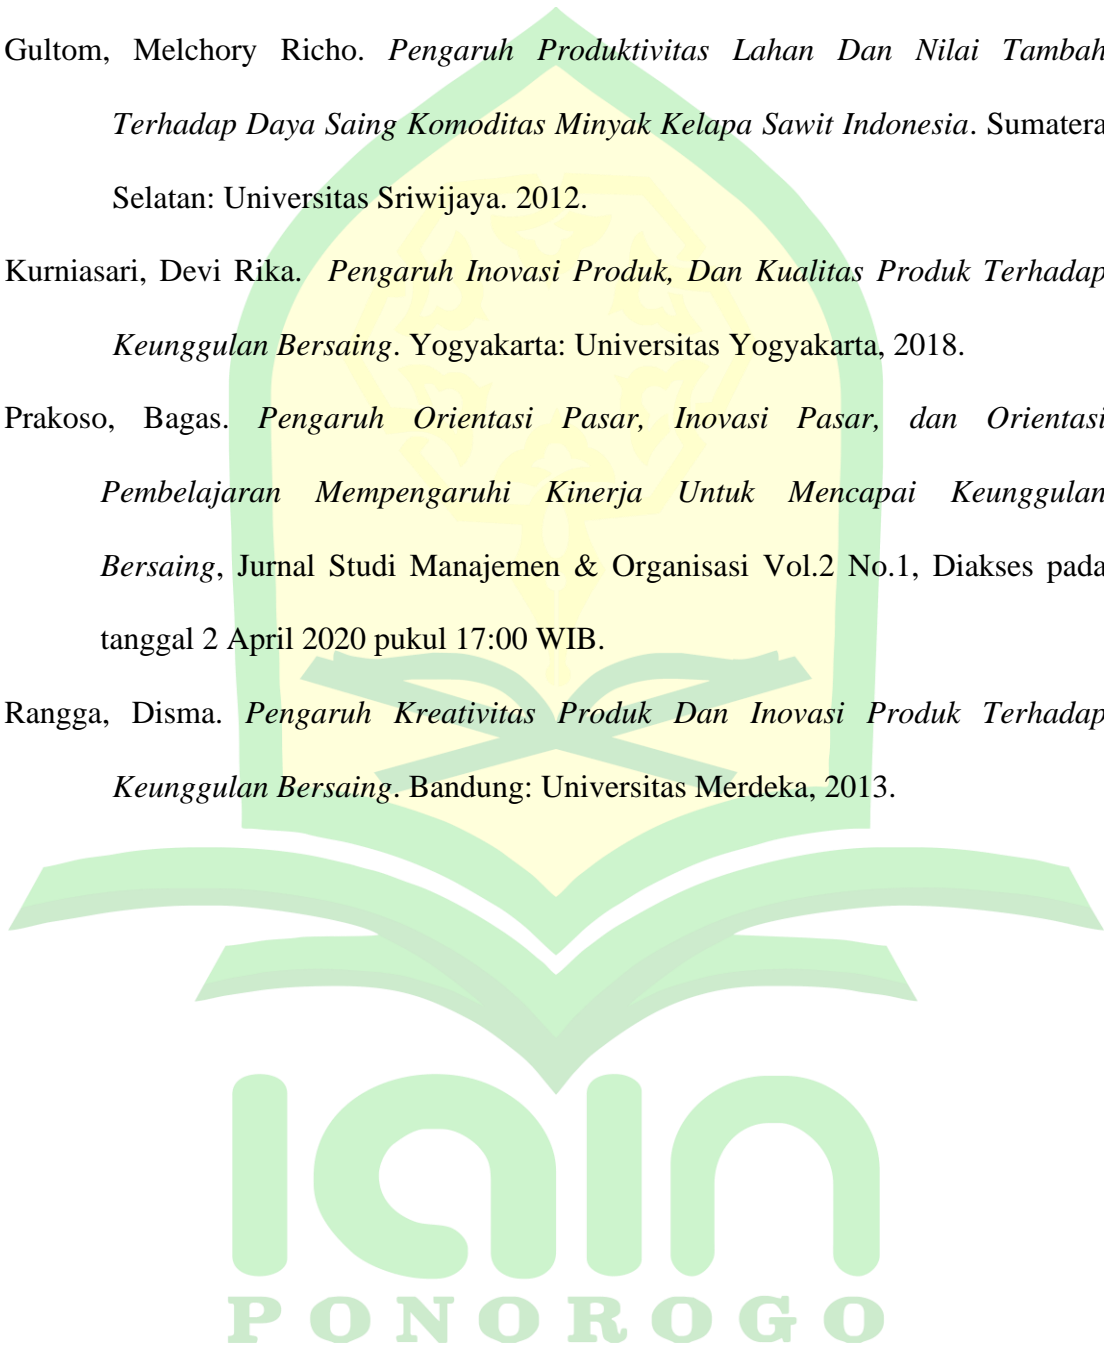 Gultom, Melchory Richo. Pengaruh Produktivitas Lahan Dan Nilai Tambah
Terhadap Daya Saing Komoditas Minyak Kelapa Sawit Indonesia. Sumatera
Selatan: Universitas Sriwijaya. 2012.
Kurniasari, Devi Rika. Pengaruh Inovasi Produk, Dan Kualitas Produk Terhadap
Keunggulan Bersaing. Yogyakarta: Universitas Yogyakarta, 2018.
Prakoso, Bagas. Pengaruh Orientasi Pasar, Inovasi Pasar, dan Orientasi
Pembelajaran Mempengaruhi Kinerja Untuk Mencapai Keunggulan
Bersaing, Jurnal Studi Manajemen & Organisasi Vol.2 No.1, Diakses pada
tanggal 2 April 2020 pukul 17:00 WIB.
Rangga, Disma. Pengaruh Kreativitas Produk Dan Inovasi Produk Terhadap
Keunggulan Bersaing. Bandung: Universitas Merdeka, 2013.
iain
PONOROGO